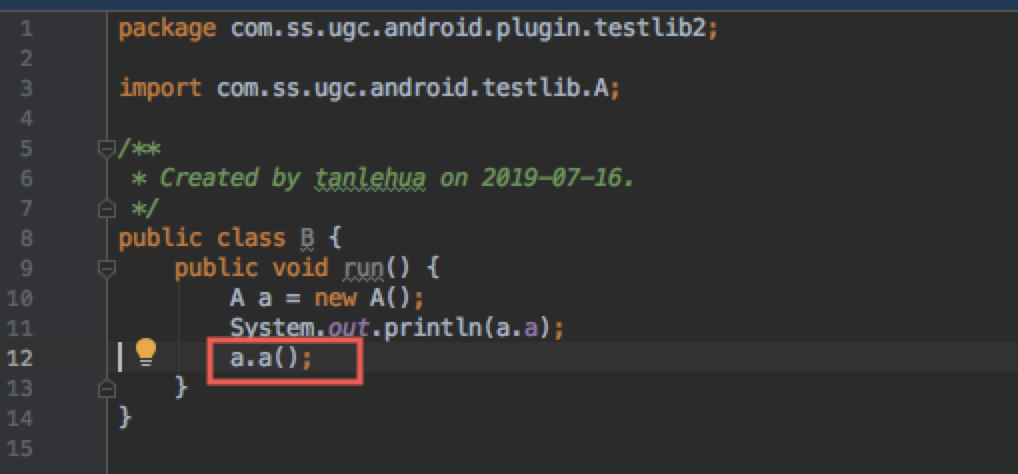 1 package com.ss.ugc.android.plugin.testlib2;
2
3 import com.ss.ugc.android.testlib.A;
4
5 /**
6  * Created by tanlehua on 2019-07-16.
7  */
8 public class B {
9     public void run() {
10         A a = new A();
11         System.out.println(a.a);
12         a.a();
13     }
14 }
15